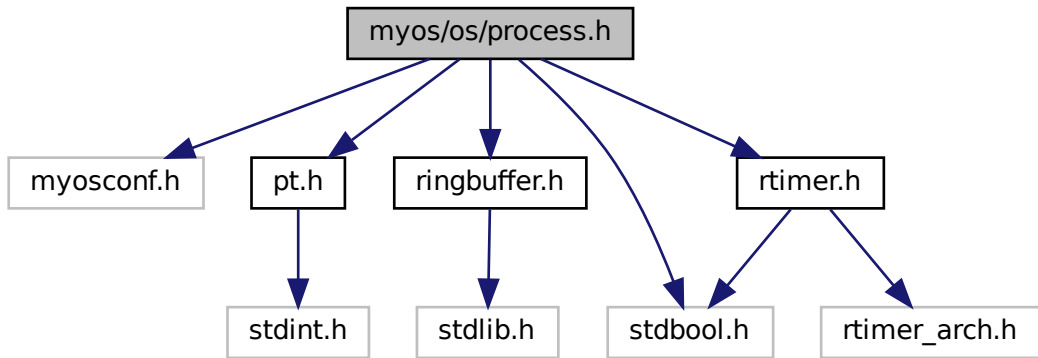 myos/os/process.h
myosconf.h
pt.h
ringbuffer.h
rtimer.h
stdint.h
stdlib.h
stdbool.h
rtimer_arch.h